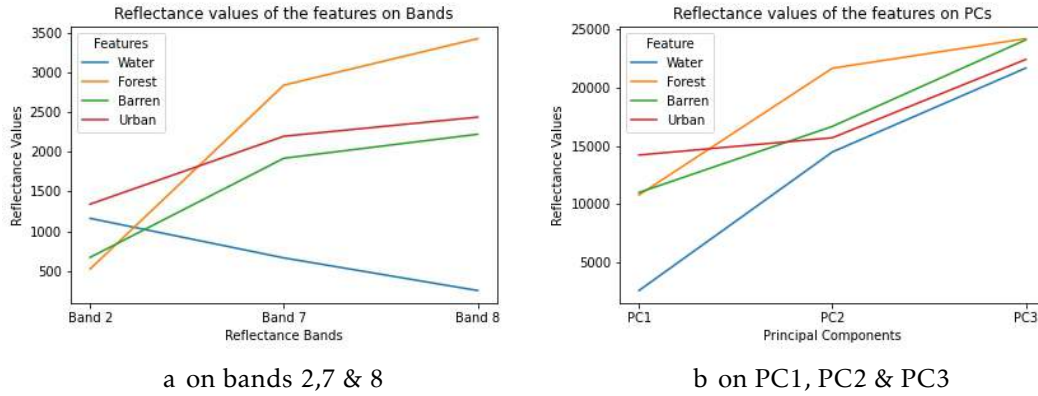 Reflectance values of the features on Bands
3500
3000
2500
2000
1500
1000
500
Reflectance Values
Features
Water
Forest
Barren
Urban
Band 2
Band 7
Band 8
Reflectance Bands
a on bands 2,7 & 8
Reflectance values of the features on PCs
25000
20000
15000
10000
5000
Reflectance Values
Feature
Water
Forest
Barren
Urban
PC1
PC2
PC3
Principal Components
b on PC1, PC2 & PC3